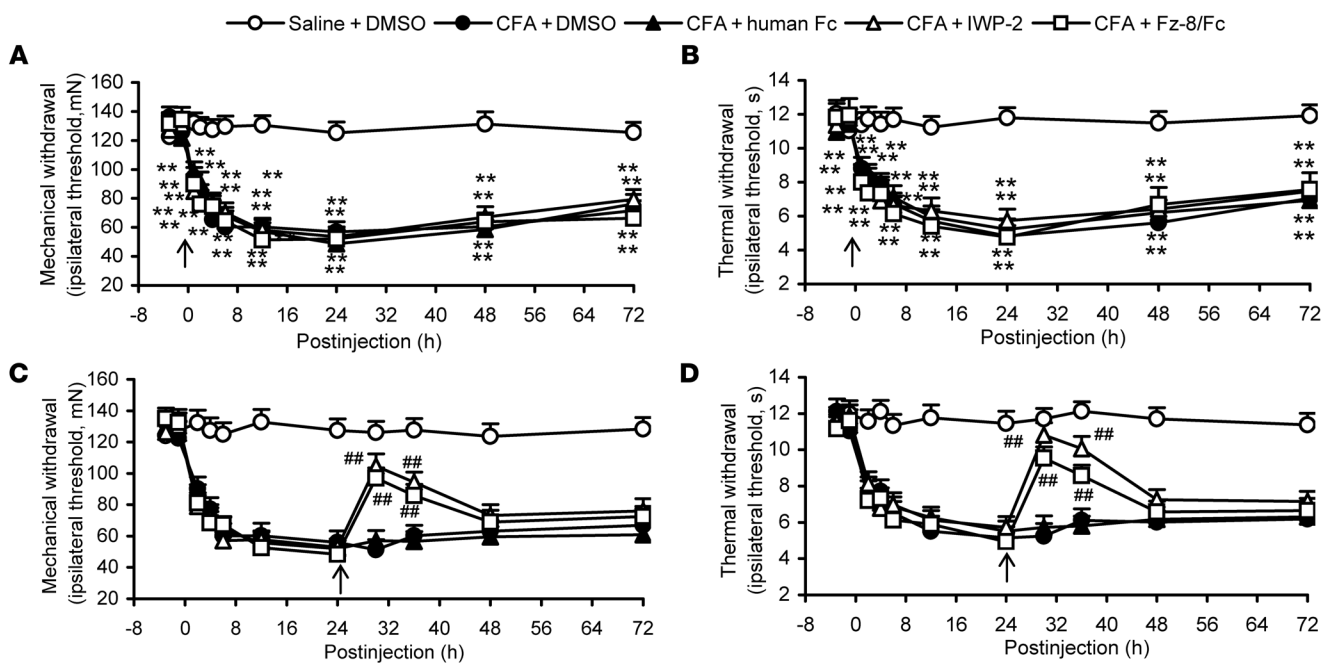 Saline + DMSO CFA + DMSO CFA + human Fc CFA + IWP-2 CFA + Fz-8/Fc
A
Mechanical withdrawal
(ipsilateral threshold,mN)
160
140
120
100
80
60
40
20
** ** ** ** ** ** ** **
** ** ** ** ** ** ** **
** ** ** ** ** ** ** **
** ** ** ** ** ** ** **
-8 0 8 16 24 32 40 48 56 64 72
Postinjection (h)
B
Thermal withdrawal
(ipsilateral threshold, s)
14
12
10
8
6
4
2
** ** ** ** ** ** ** **
** ** ** ** ** ** ** **
** ** ** ** ** ** ** **
** ** ** ** ** ** ** **
-8 0 8 16 24 32 40 48 56 64 72
Postinjection (h)
C
Mechanical withdrawal
(ipsilateral threshold, mN)
160
140
120
100
80
60
40
20
## ##
## ##
-8 0 8 16 24 32 40 48 56 64 72
Postinjection (h)
D
Thermal withdrawal
(ipsilateral threshold, s)
14
12
10
8
6
4
2
## ##
## ##
-8 0 8 16 24 32 40 48 56 64 72
Postinjection (h)